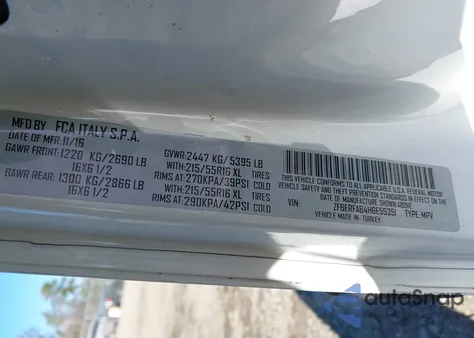 MFD BY FCA ITALY S.P.A.
DATE OF MFR: 11/16 GVWR: 2447 KG/5395 LB
GAWR FRONT: 1220 KG/2690 LB WITH: 215/55R16 XL TIRES
16X6 1/2 RIMS AT: 270KPA/39PSI COLD
GAWR REAR: 1300 KG/2866 LB WITH: 215/55R16 XL TIRES
16X6 1/2 RIMS AT: 290KPA/42PSI COLD
THIS VEHICLE CONFORMS TO ALL APPLICABLE U.S.A. FEDERAL MOTOR
VEHICLE SAFETY AND THEFT PREVENTION STANDARDS IN EFFECT ON THE
DATE OF MANUFACTURE SHOWN ABOVE.
VIN: ZFBERFAB4H6E55351 TYPE: MPV
MADE IN TURKEY
autoSnap